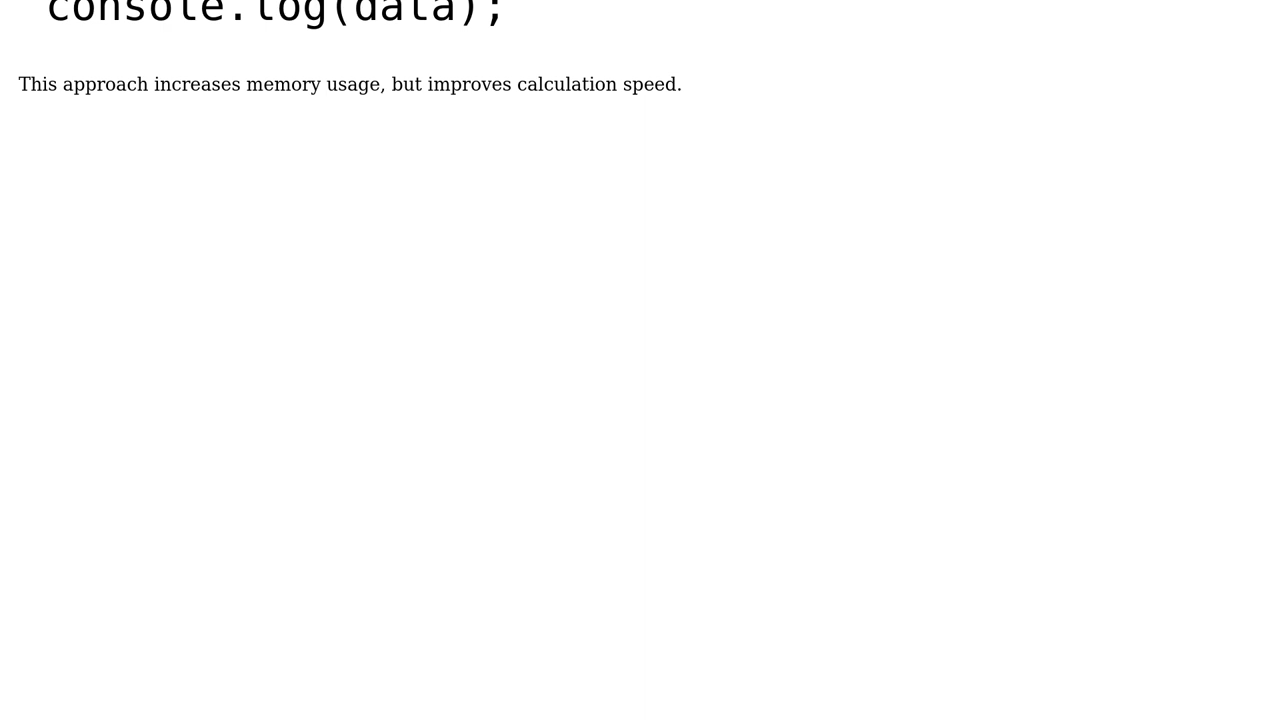 console.log(data);
This approach increases memory usage, but improves calculation speed.